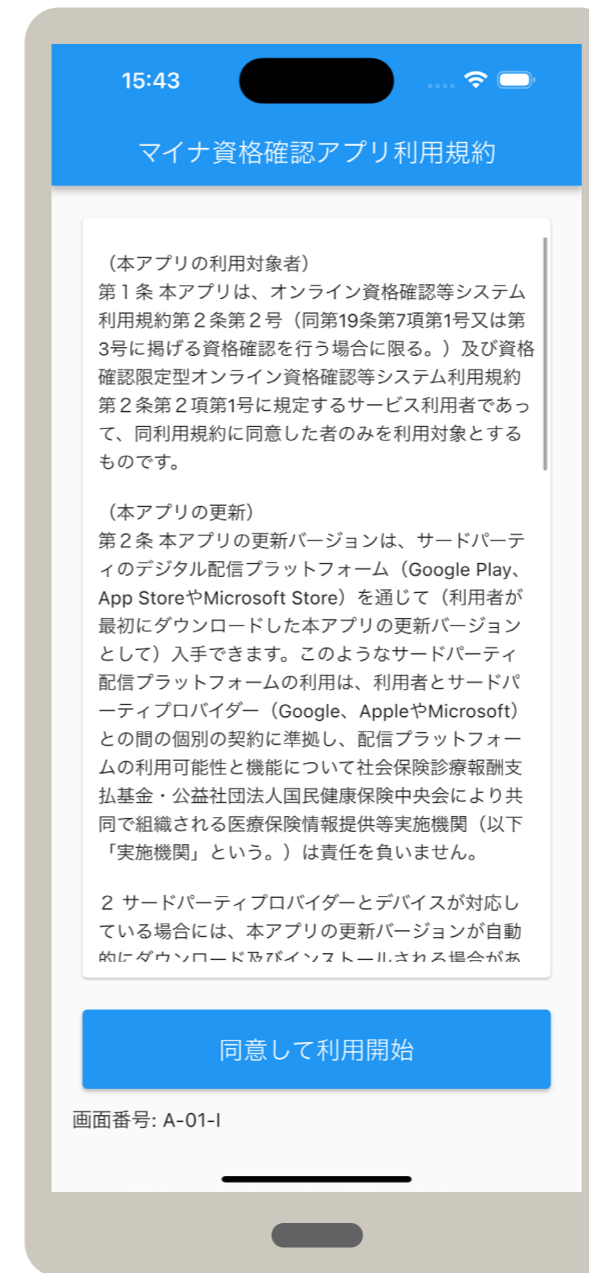 15:43
マイナ資格確認アプリ利用規約
（本アプリの利用対象者）
第１条 本アプリは、オンライン資格確認等システム
利用規約第２条第２号（同第19条第7項第1号又は第
3号に掲げる資格確認を行う場合に限る。）及び資格
確認限定型オンライン資格確認等システム利用規約
第２条第２項第1号に規定するサービス利用者であっ
て、同利用規約に同意した者のみを利用対象とする
ものです。
（本アプリの更新）
第２条 本アプリの更新バージョンは、サードパーテ
ィのデジタル配信プラットフォーム（Google Play、
App StoreやMicrosoft Store）を通じて（利用者が
最初にダウンロードした本アプリの更新バージョン
として）入手できます。このようなサードパーティ
配信プラットフォームの利用は、利用者とサードパ
ーティプロバイダー（Google、AppleやMicrosoft）
との間の個別の契約に準拠し、配信プラットフォー
ムの利用可能性と機能について社会保険診療報酬支
払基金・公益社団法人国民健康保険中央会により共
同で組織される医療保険情報提供等実施機関（以下
「実施機関」という。）は責任を負いません。
２ サードパーティプロバイダーとデバイスが対応し
ている場合には、本アプリの更新バージョンが自動
的にダウンロード及びインストールされる場合があ
同意して利用開始
画面番号: A-01-I